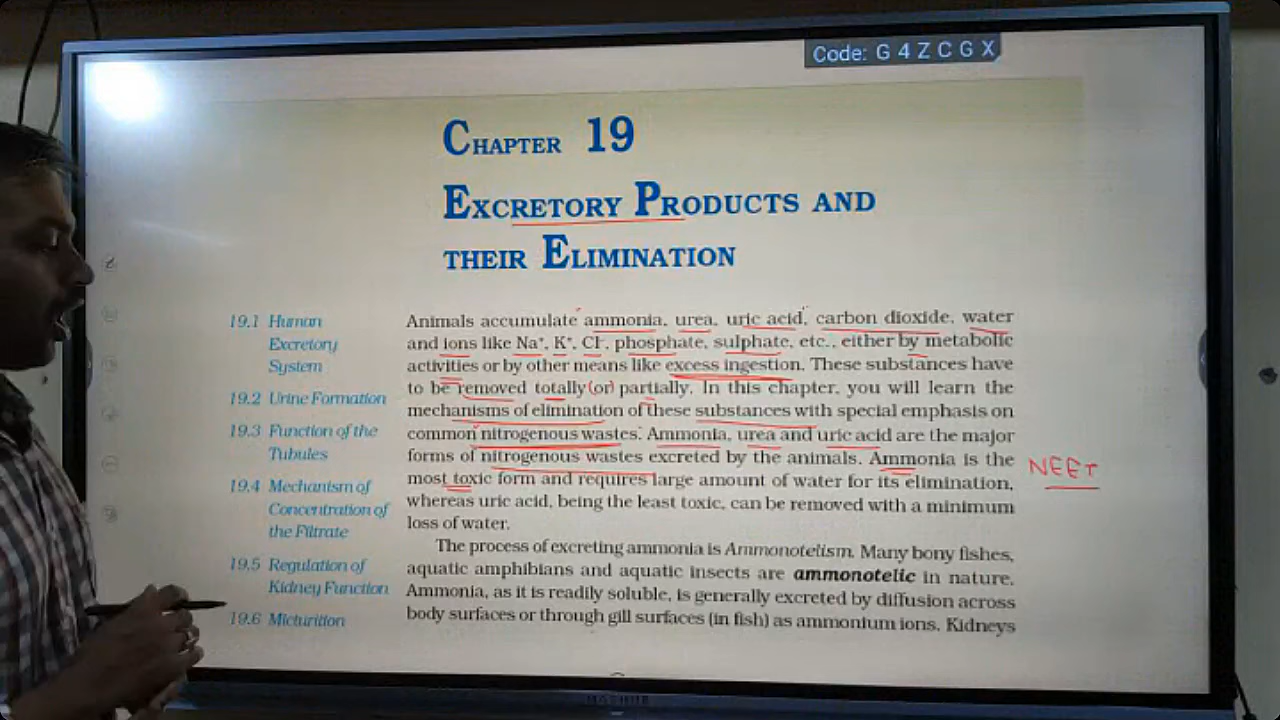 Code: G 4 Z C G X
CHAPTER 19
EXCRETORY PRODUCTS AND
THEIR ELIMINATION
19.1 Human
Excretory
System
19.2 Urine Formation
19.3 Function of the
Tubules
19.4 Mechanism of
Concentration of
the Filtrate
19.5 Regulation of
Kidney Function
19.6 Micturition
Animals accumulate ammonia, urea, uric acid, carbon dioxide, water
and ions like Na⁺, K⁺, Cl⁻, phosphate, sulphate, etc., either by metabolic
activities or by other means like excess ingestion. These substances have
to be removed totally (or) partially. In this chapter, you will learn the
mechanisms of elimination of these substances with special emphasis on
common nitrogenous wastes. Ammonia, urea and uric acid are the major
forms of nitrogenous wastes excreted by the animals. Ammonia is the
most toxic form and requires large amount of water for its elimination,
whereas uric acid, being the least toxic, can be removed with a minimum
loss of water.
NEET
The process of excreting ammonia is Ammonotelism. Many bony fishes,
aquatic amphibians and aquatic insects are ammonotelic in nature.
Ammonia, as it is readily soluble, is generally excreted by diffusion across
body surfaces or through gill surfaces (in fish) as ammonium ions. Kidneys